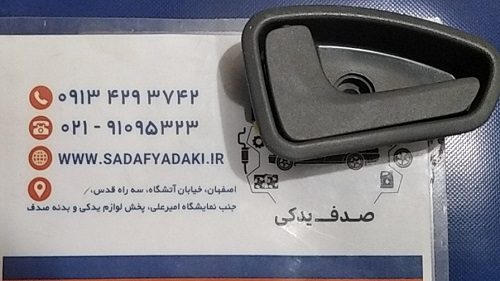 ۰۹۱۳ ۴۲۹ ۳۷۴۲
۰۲۱ - ۹۱۰۹۵۳۲۳
WWW.SADAFYADAKI.IR
اصفهان، خیابان آتشگاه، سه راه قدس،
جنب نمایشگاه امیرعلی، پخش لوازم یدکی و بدنه صدف
صدف یدکی